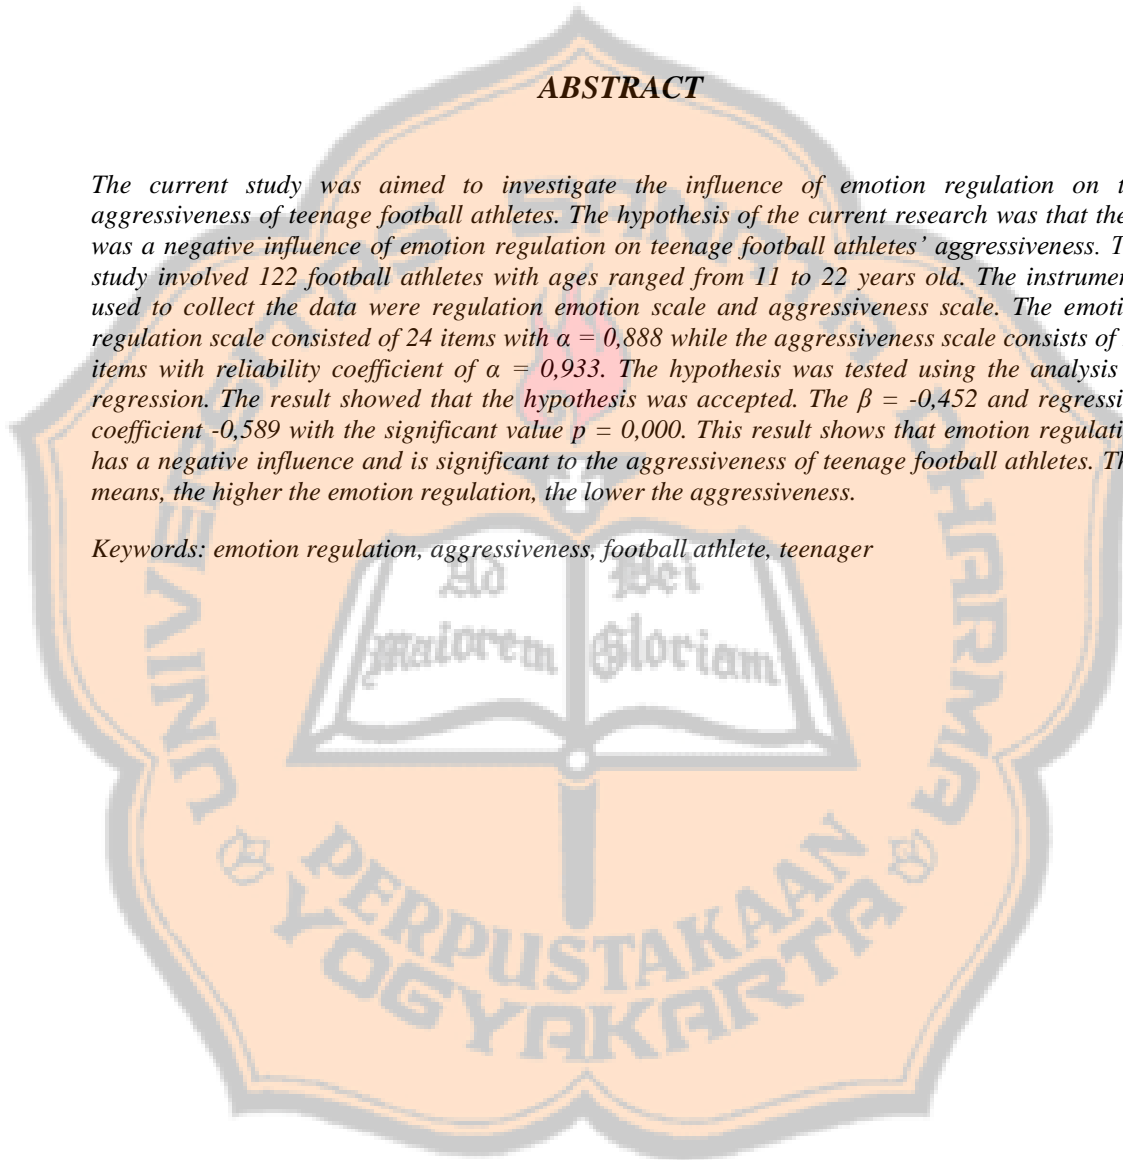 ABSTRACT
The current study was aimed to investigate the influence of emotion regulation on t
aggressiveness of teenage football athletes. The hypothesis of the current research was that the
was a negative influence of emotion regulation on teenage football athletes’ aggressiveness. T
study involved 122 football athletes with ages ranged from 11 to 22 years old. The instrumen
used to collect the data were regulation emotion scale and aggressiveness scale. The emoti
regulation scale consisted of 24 items with α = 0,888 while the aggressiveness scale consists of
items with reliability coefficient of α = 0,933. The hypothesis was tested using the analysis
regression. The result showed that the hypothesis was accepted. The β = -0,452 and regressi
coefficient -0,589 with the significant value p = 0,000. This result shows that emotion regulati
has a negative influence and is significant to the aggressiveness of teenage football athletes. Th
means, the higher the emotion regulation, the lower the aggressiveness.
Keywords: emotion regulation, aggressiveness, football athlete, teenager
UNIVERSITAS SANATA DHARMA
Ad Dei
Maiorem Gloriam
PERPUSTAKAAN
YOGYAKARTA